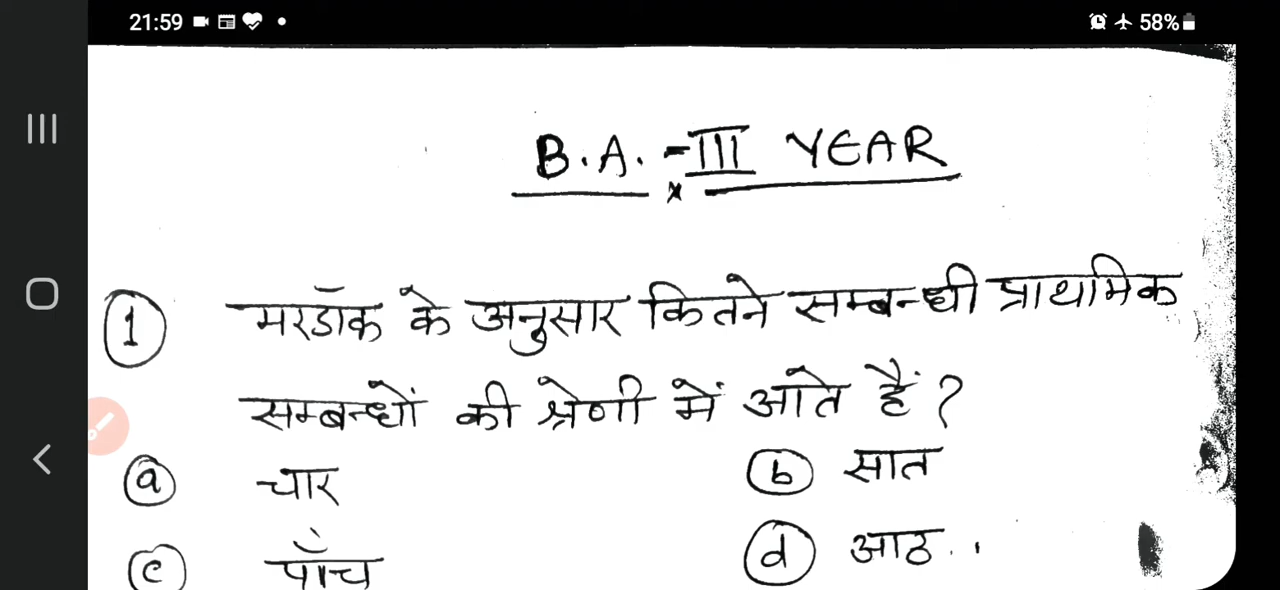 21:59 58%
B.A. - III YEAR
x
1 मरडॉक के अनुसार कितने सम्बन्धी प्राथमिक
सम्बन्धों की श्रेणी में आते हैं ?
a चार b सात
c पाँच d आठ